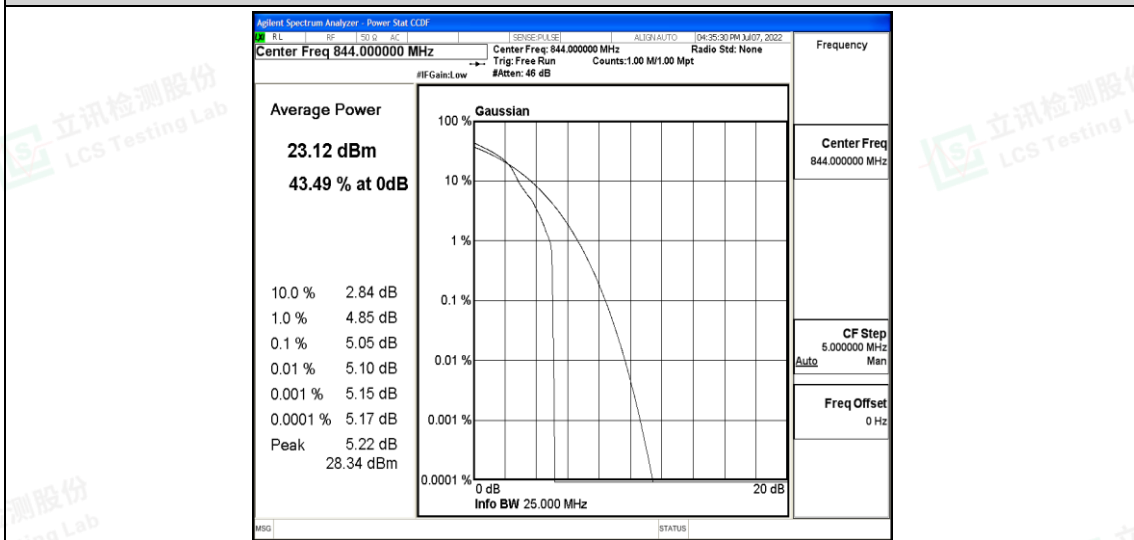 Agilent Spectrum Analyzer - Power Stat CCDF
RL RF 50 Ω AC SENSE:PULSE ALIGN AUTO 04:35:30 PM Jul 07, 2022
Center Freq 844.000000 MHz
Center Freq: 844.000000 MHz Radio Std: None
Trig: Free Run Counts:1.00 M/1.00 Mpt
#IFGain:Low #Atten: 46 dB
Frequency
Average Power
23.12 dBm
43.49 % at 0dB
10.0 % 2.84 dB
1.0 % 4.85 dB
0.1 % 5.05 dB
0.01 % 5.10 dB
0.001 % 5.15 dB
0.0001 % 5.17 dB
Peak 5.22 dB
28.34 dBm
Gaussian
100 %
10 %
1 %
0.1 %
0.01 %
0.001 %
0.0001 %
0 dB 20 dB
Info BW 25.000 MHz
Center Freq
844.000000 MHz
CF Step
5.000000 MHz
Auto Man
Freq Offset
0 Hz
MSG STATUS
立讯检测股份
LCS Testing Lab
立讯检测股
LCS Testing L
测股份
ing Lab
立